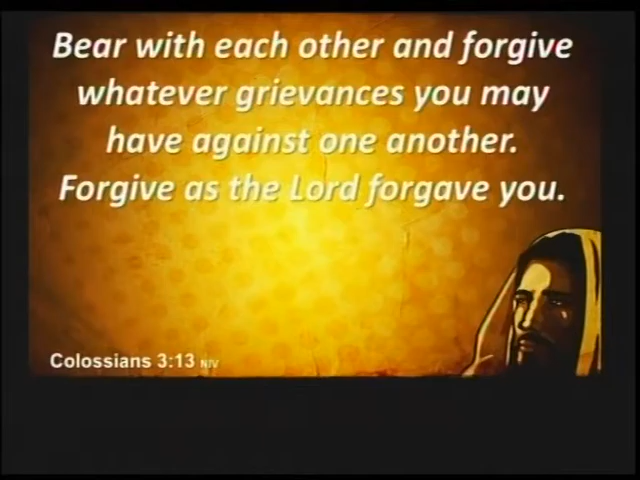 Bear with each other and forgive
whatever grievances you may
have against one another.
Forgive as the Lord forgave you.
Colossians 3:13 NIV